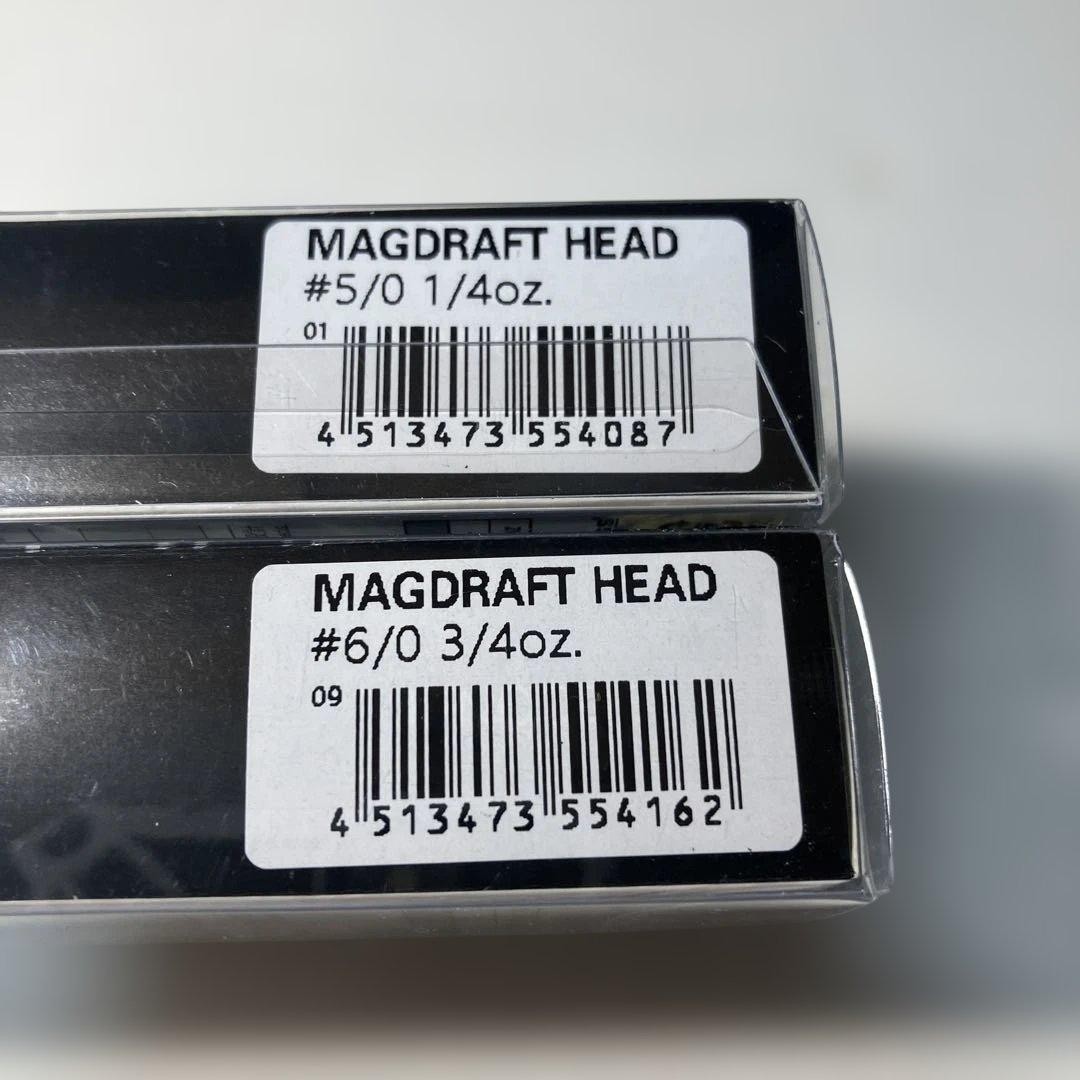 MAGDRAFT HEAD
#5/0 1/4oz.
01
4 513473 554087
MAGDRAFT HEAD
#6/0 3/4oz.
09
4 513473 554162